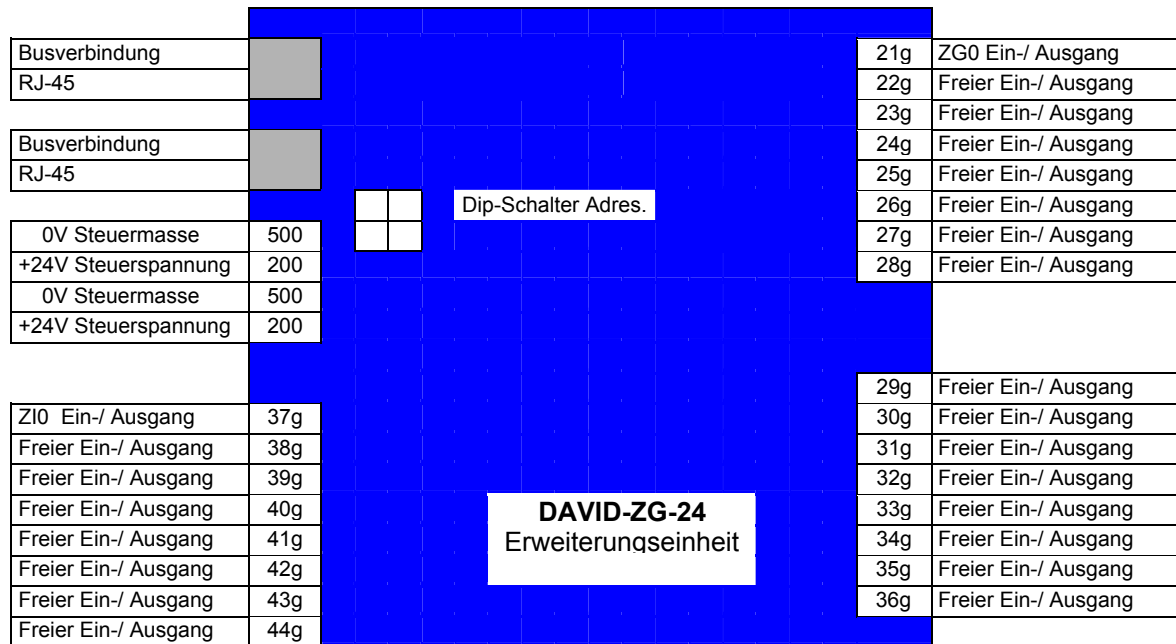 Busverbindung
RJ-45
Busverbindung
RJ-45
0V Steuermasse 500
+24V Steuerspannung 200
0V Steuermasse 500
+24V Steuerspannung 200
ZI0 Ein-/ Ausgang 37g
Freier Ein-/ Ausgang 38g
Freier Ein-/ Ausgang 39g
Freier Ein-/ Ausgang 40g
Freier Ein-/ Ausgang 41g
Freier Ein-/ Ausgang 42g
Freier Ein-/ Ausgang 43g
Freier Ein-/ Ausgang 44g
Dip-Schalter Adres.
DAVID-ZG-24
Erweiterungseinheit
21g ZG0 Ein-/ Ausgang
22g Freier Ein-/ Ausgang
23g Freier Ein-/ Ausgang
24g Freier Ein-/ Ausgang
25g Freier Ein-/ Ausgang
26g Freier Ein-/ Ausgang
27g Freier Ein-/ Ausgang
28g Freier Ein-/ Ausgang
29g Freier Ein-/ Ausgang
30g Freier Ein-/ Ausgang
31g Freier Ein-/ Ausgang
32g Freier Ein-/ Ausgang
33g Freier Ein-/ Ausgang
34g Freier Ein-/ Ausgang
35g Freier Ein-/ Ausgang
36g Freier Ein-/ Ausgang